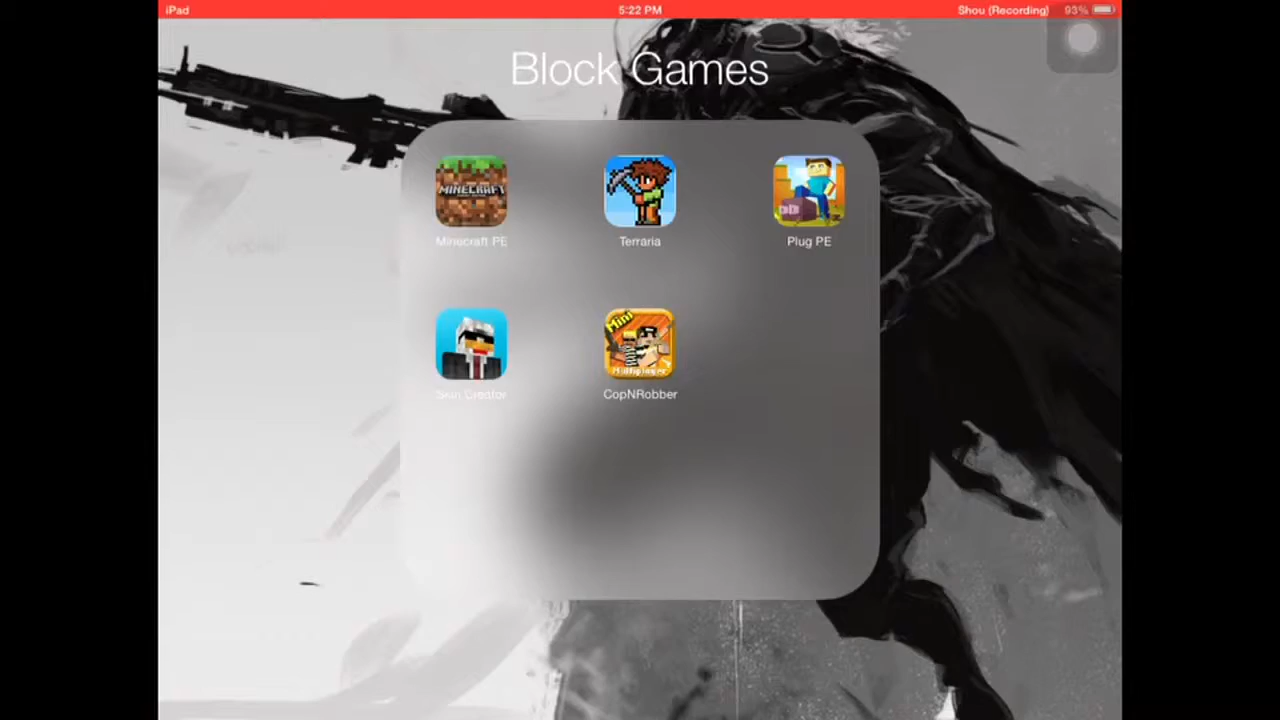 iPad 5:22 PM Shou (Recording) 93%
Block Games
MINECRAFT
Minecraft PE Terraria Plug PE
Mini
Multiplayer
Skin Creator CopNRobber